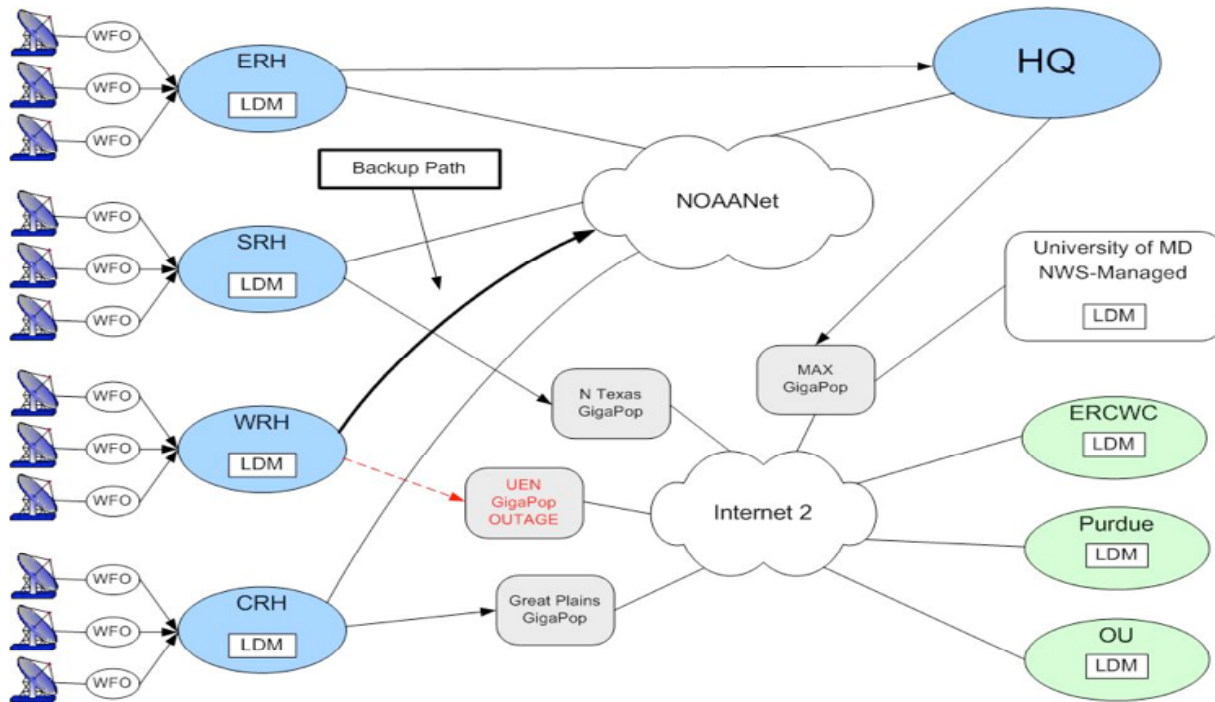 WFO
WFO
WFO
ERH
LDM
HQ
Backup Path
NOAANet
WFO
WFO
WFO
SRH
LDM
University of MD
NWS-Managed
LDM
MAX
GigaPop
N Texas
GigaPop
WFO
WFO
WFO
WRH
LDM
UEN
GigaPop
OUTAGE
Internet 2
ERCWC
LDM
Purdue
LDM
WFO
WFO
WFO
CRH
LDM
Great Plains
GigaPop
OU
LDM